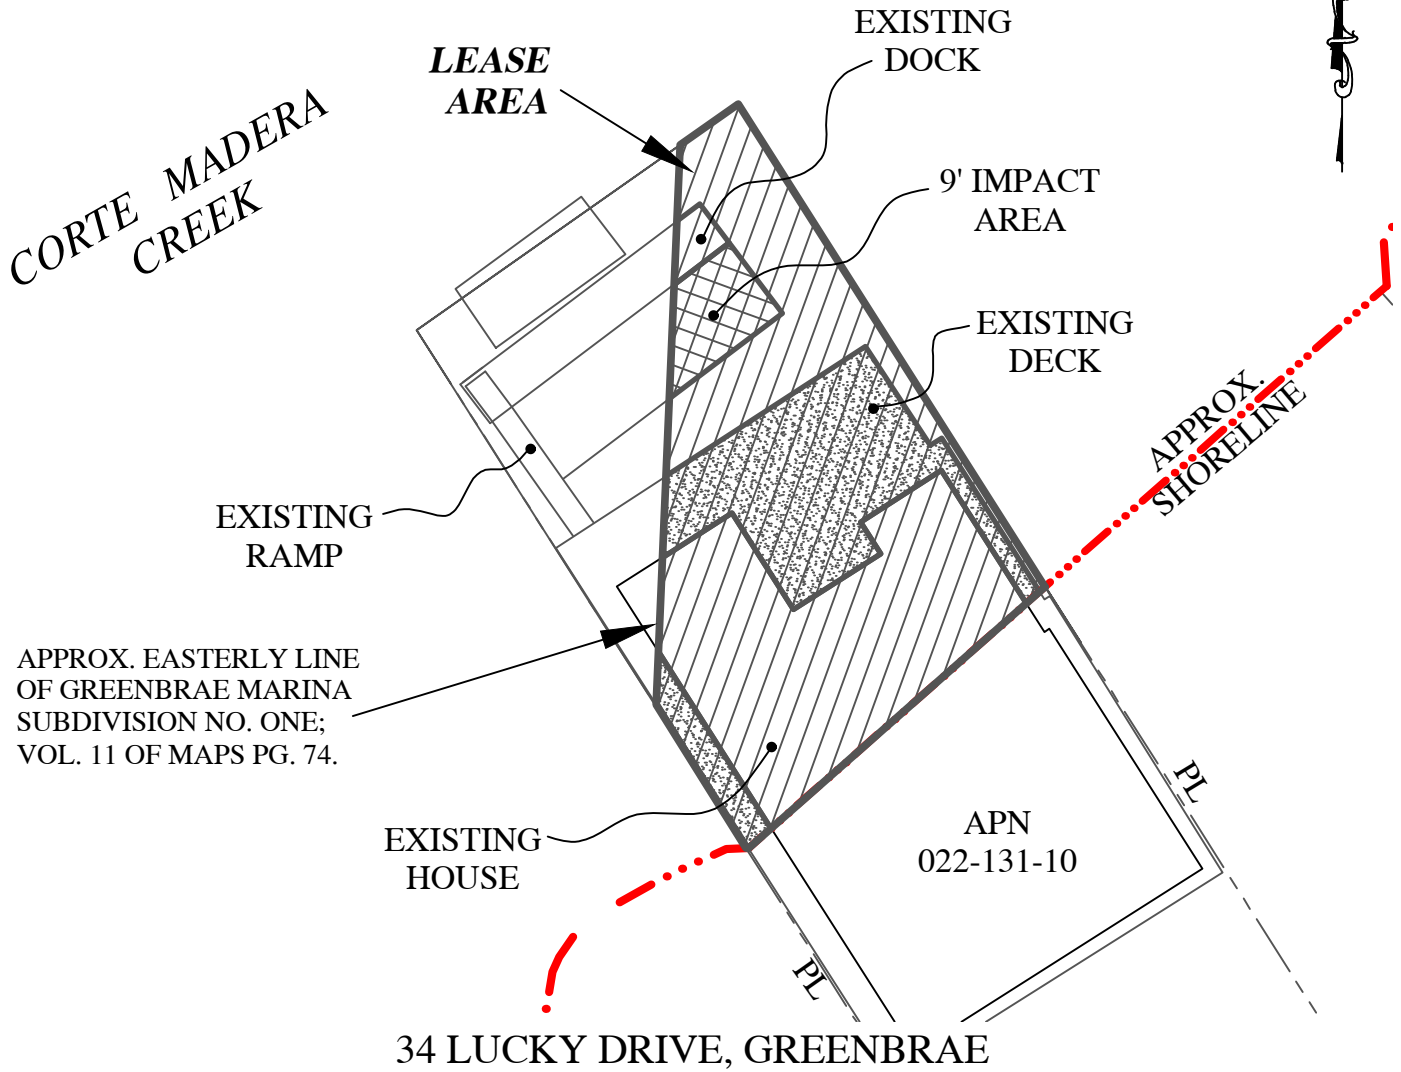 EXISTING
DOCK
LEASE
AREA
CORTE MADERA
CREEK
9' IMPACT
AREA
EXISTING
DECK
APPROX.
SHORELINE
EXISTING
RAMP
APPROX. EASTERLY LINE
OF GREENBRAE MARINA
SUBDIVISION NO. ONE;
VOL. 11 OF MAPS PG. 74.
PL
APN
022-131-10
EXISTING
HOUSE
PL
34 LUCKY DRIVE, GREENBRAE